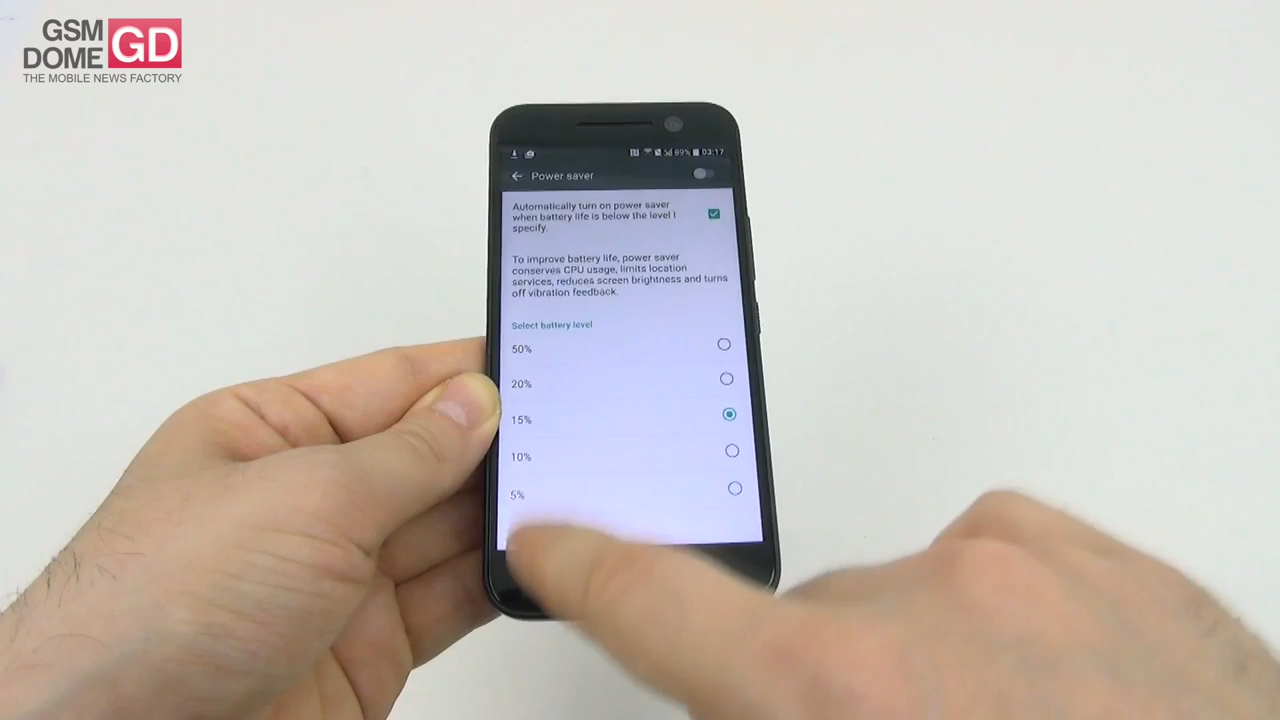 GSM
DOME GD
THE MOBILE NEWS FACTORY
89% 03:17
Power saver
Automatically turn on power saver
when battery life is below the level I
specify.
To improve battery life, power saver
conserves CPU usage, limits location
services, reduces screen brightness and turns
off vibration feedback.
Select battery level
50%
20%
15%
10%
5%